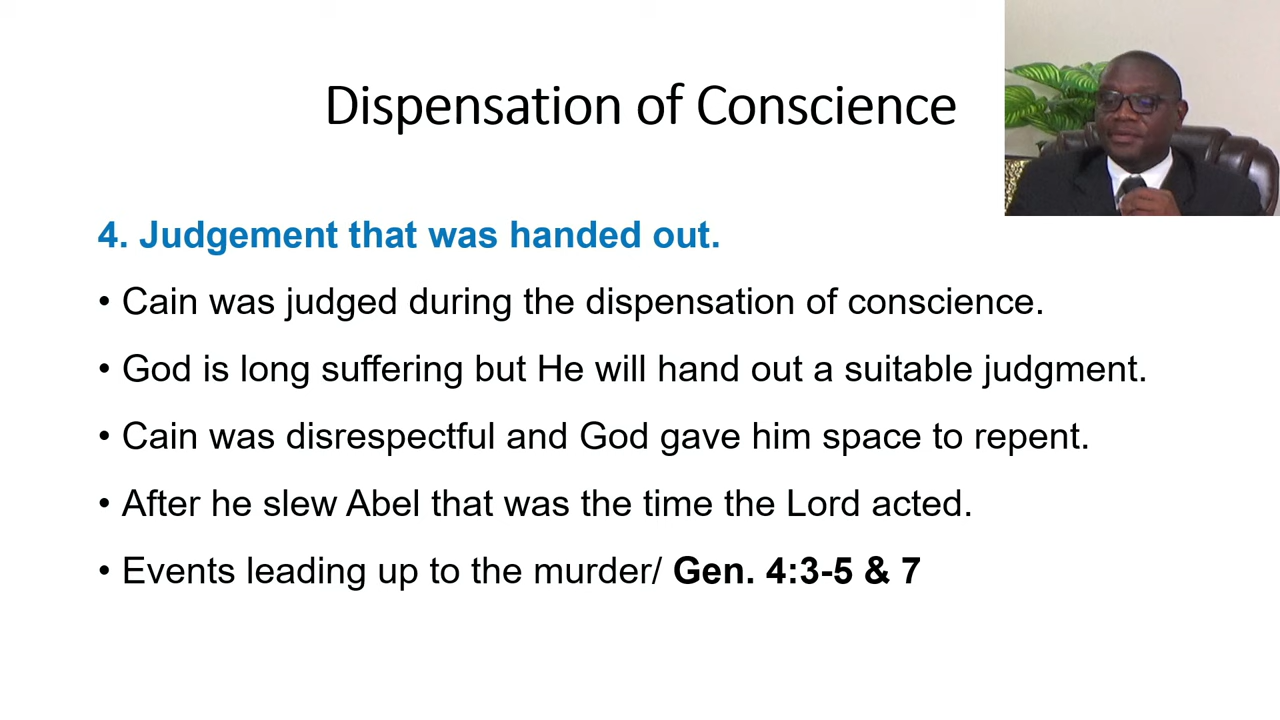 Dispensation of Conscience
4. Judgement that was handed out.
• Cain was judged during the dispensation of conscience.
• God is long suffering but He will hand out a suitable judgment.
• Cain was disrespectful and God gave him space to repent.
• After he slew Abel that was the time the Lord acted.
• Events leading up to the murder/ Gen. 4:3-5 & 7